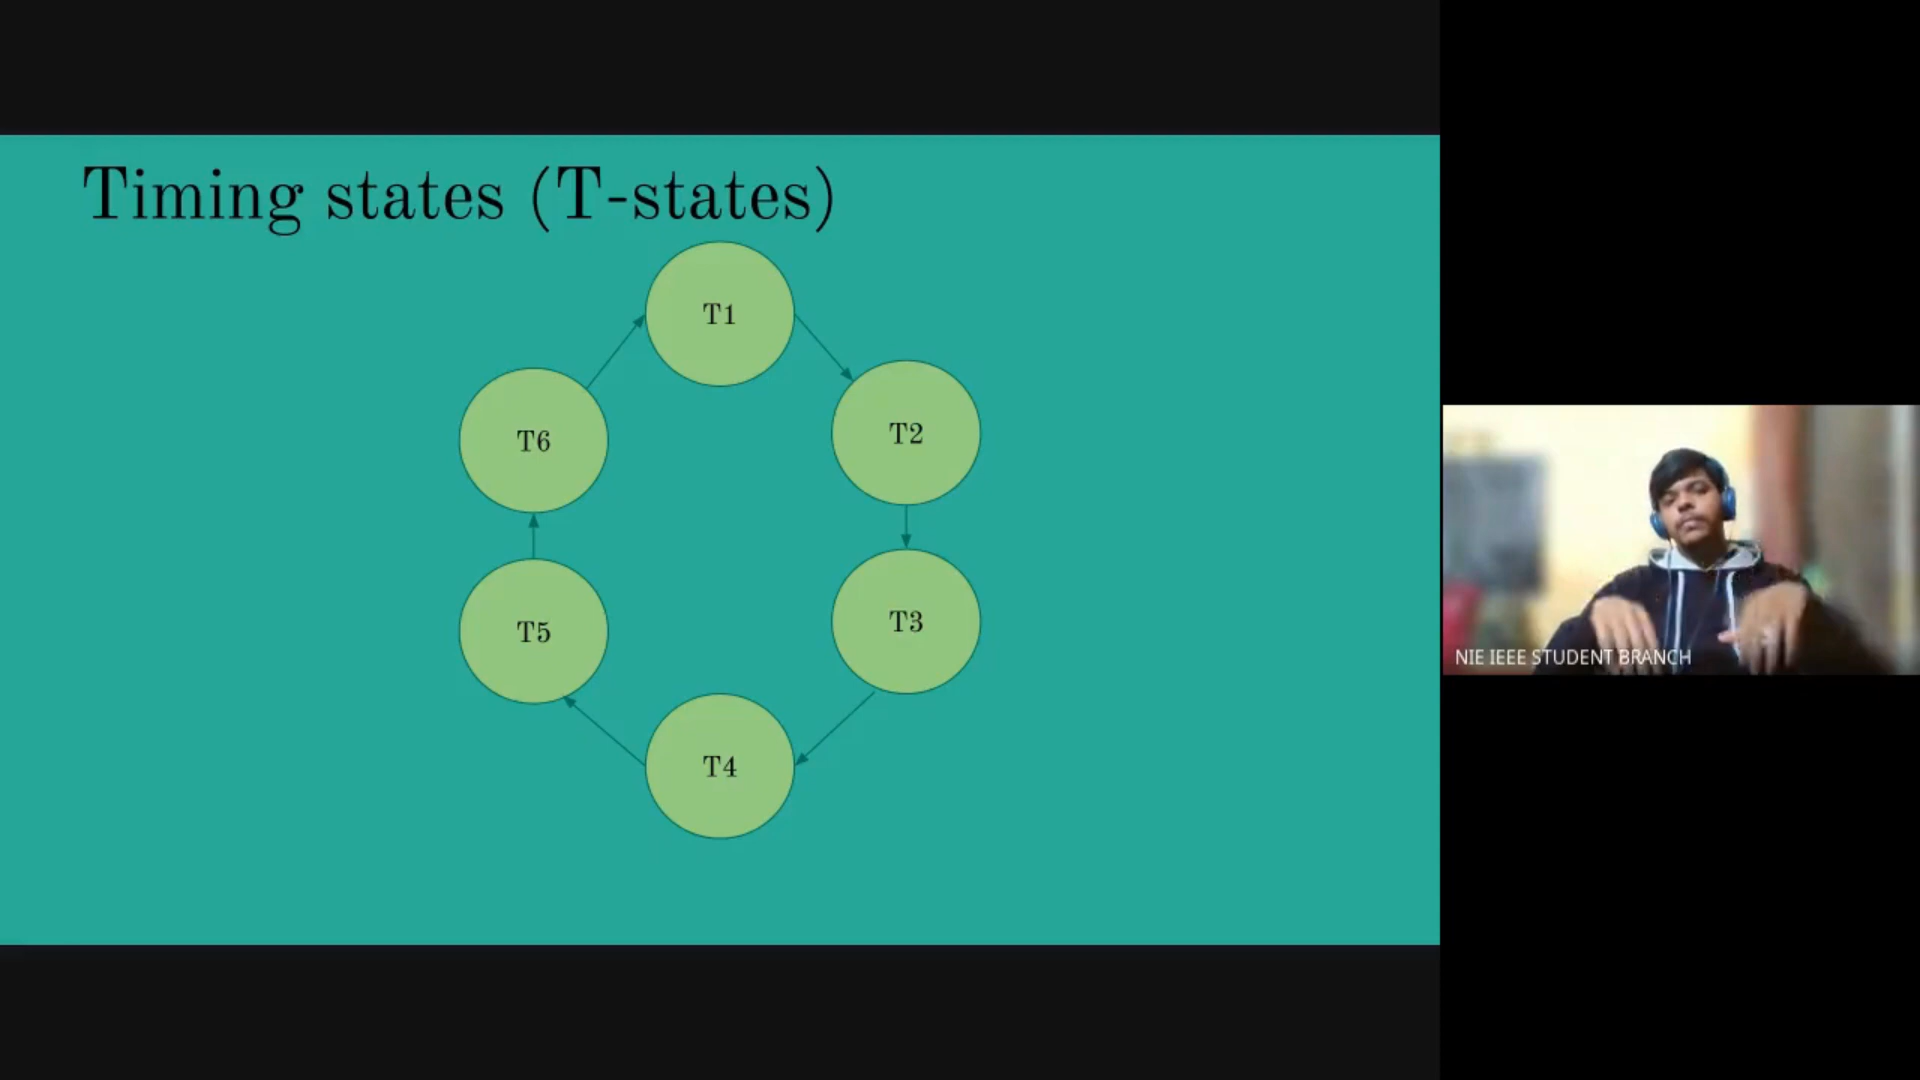 Timing states (T-states)
T1
T2
T3
T4
T5
T6
NIE IEEE STUDENT BRANCH